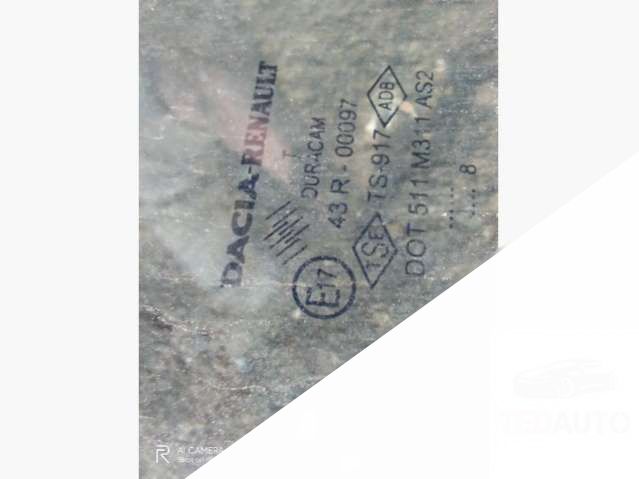 DACIA-RENAULT
T
DURACAM
43 R - 00097
E17
TSE TS-917 ADB
DOT 511 M311 AS2
...... .... 8
AI CAMERA
TEDAUTO